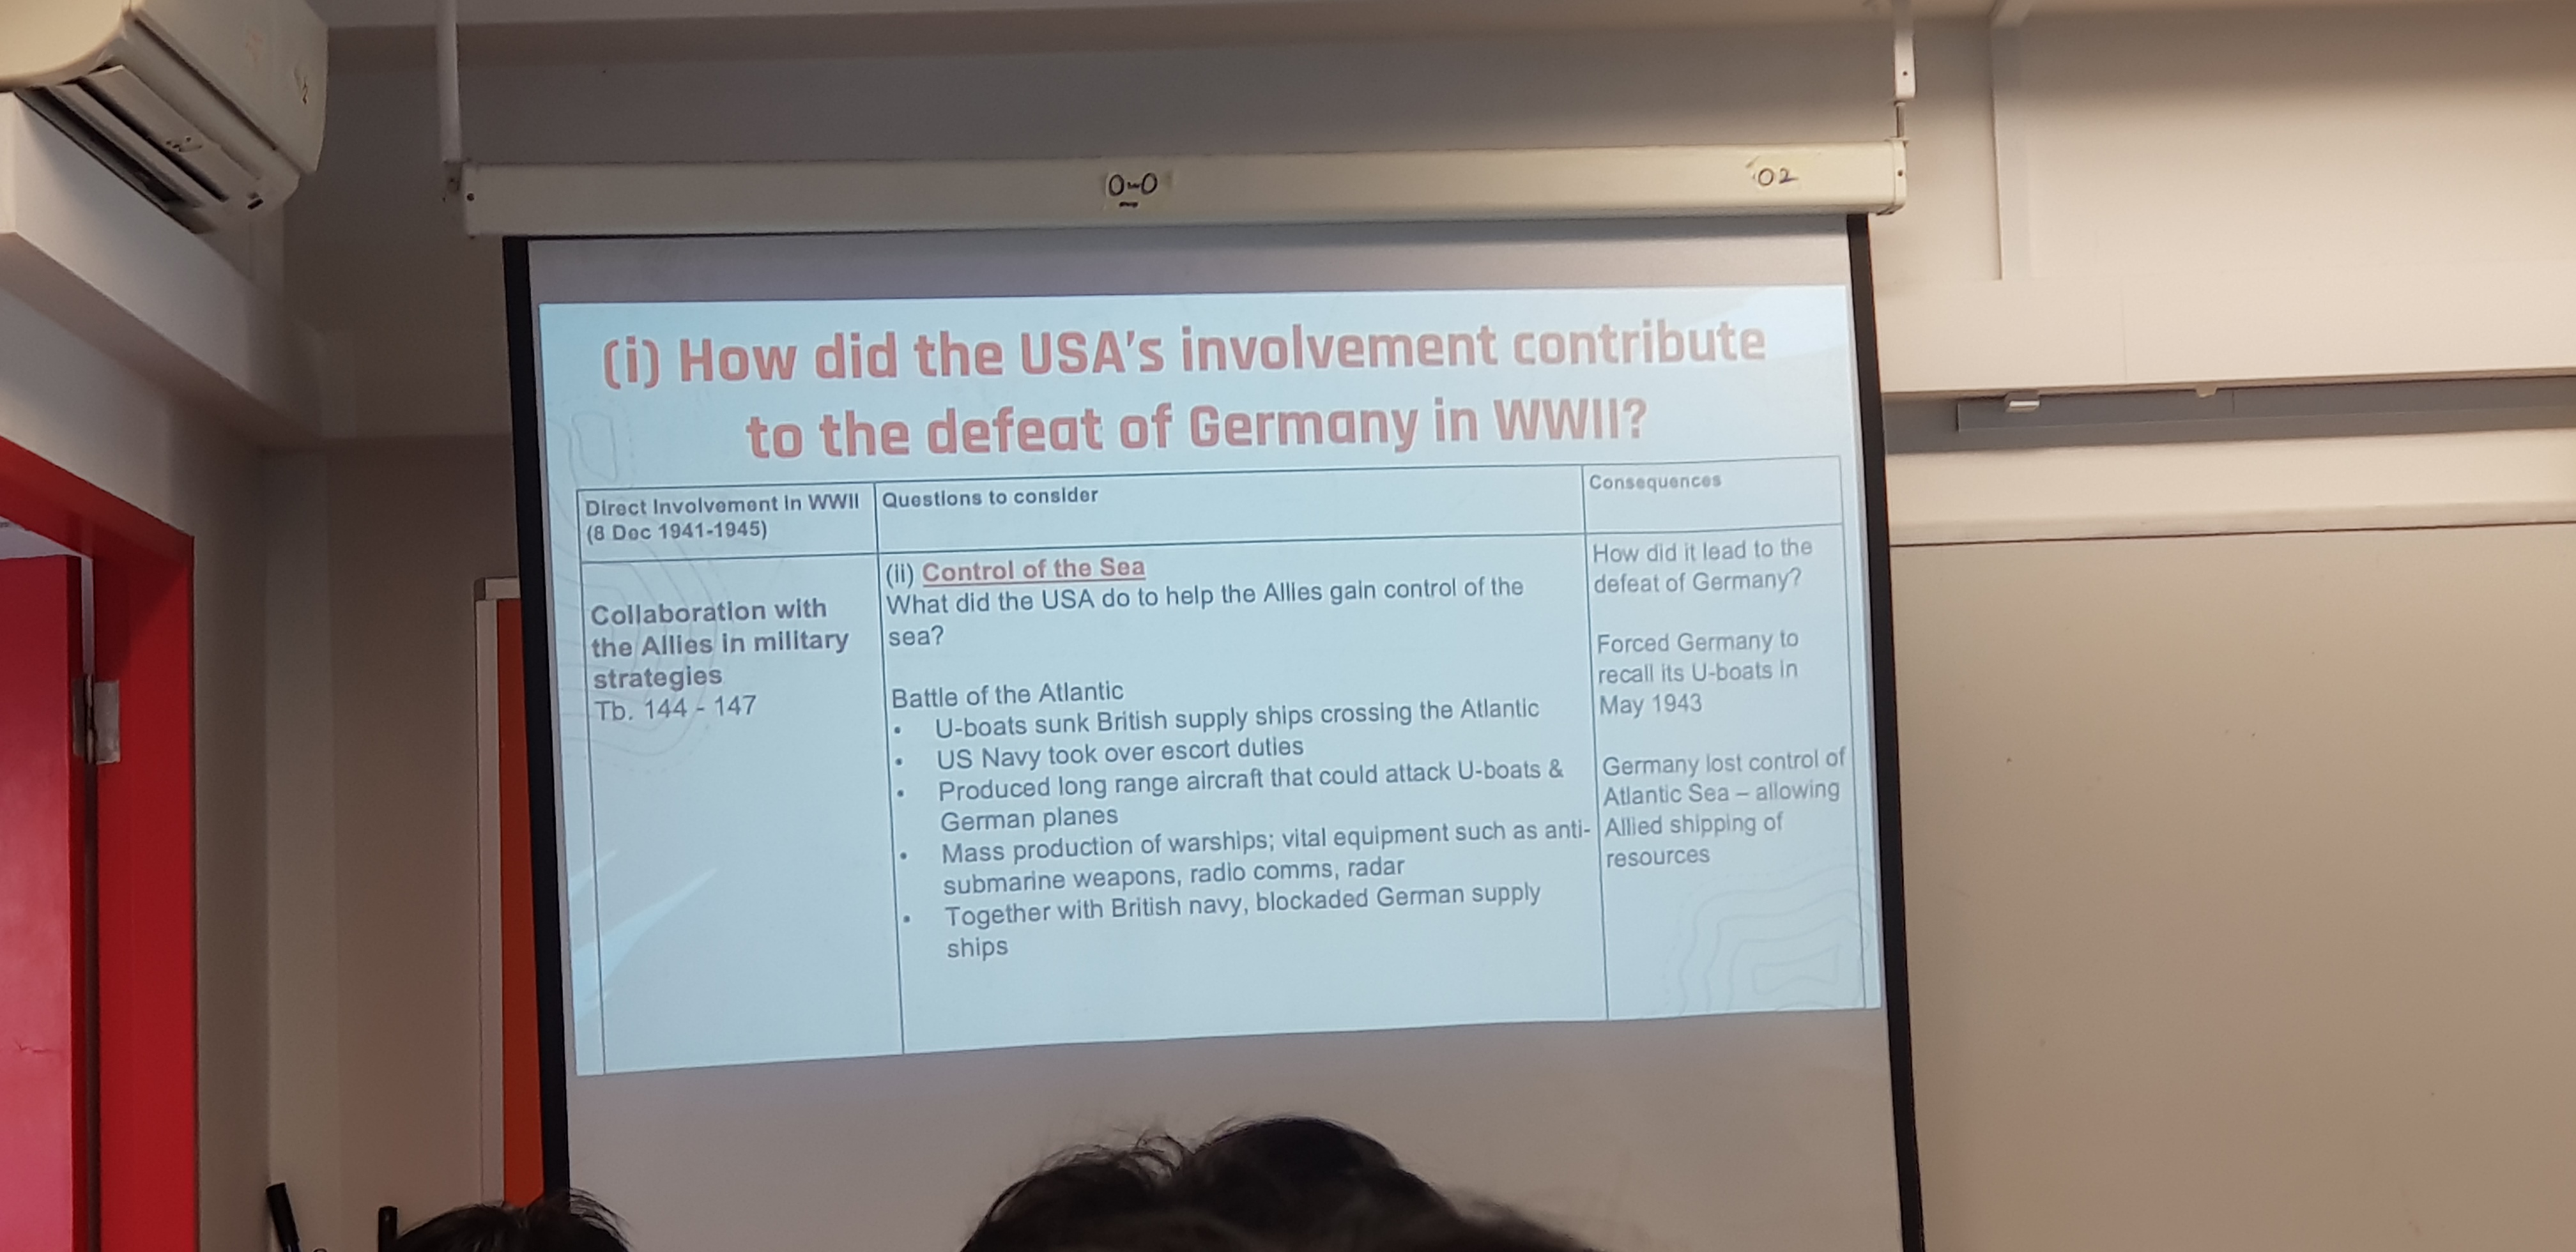 0~0
02
(i) How did the USA's involvement contribute
to the defeat of Germany in WWII?
Direct Involvement in WWII
(8 Dec 1941-1945)
Questions to consider
Consequences
Collaboration with
the Allies in military
strategies
Tb. 144 - 147
(ii) Control of the Sea
What did the USA do to help the Allies gain control of the
sea?
Battle of the Atlantic
• U-boats sunk British supply ships crossing the Atlantic
• US Navy took over escort duties
• Produced long range aircraft that could attack U-boats &
German planes
• Mass production of warships; vital equipment such as anti-
submarine weapons, radio comms, radar
• Together with British navy, blockaded German supply
ships
How did it lead to the
defeat of Germany?
Forced Germany to
recall its U-boats in
May 1943
Germany lost control of
Atlantic Sea – allowing
Allied shipping of
resources